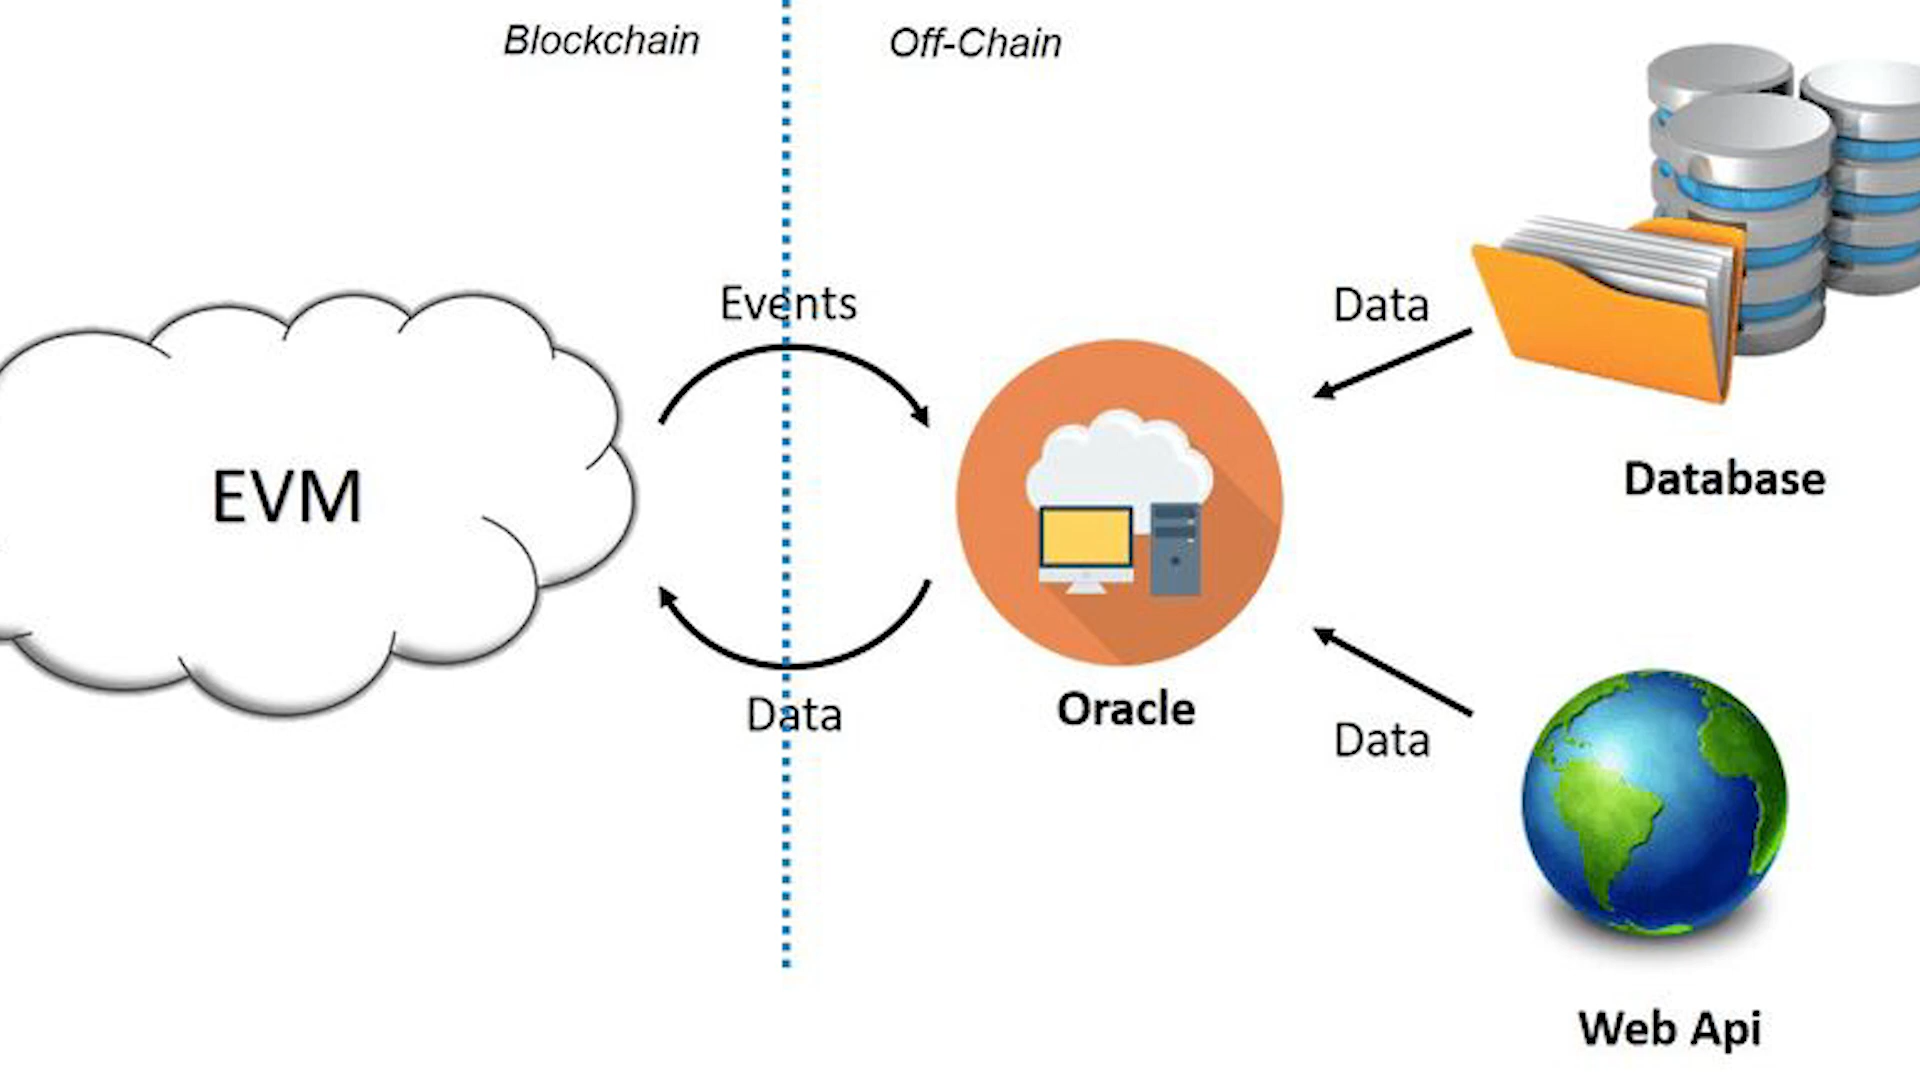 Blockchain
Off-Chain
Events
Data
EVM
Database
Data
Oracle
Data
Web Api